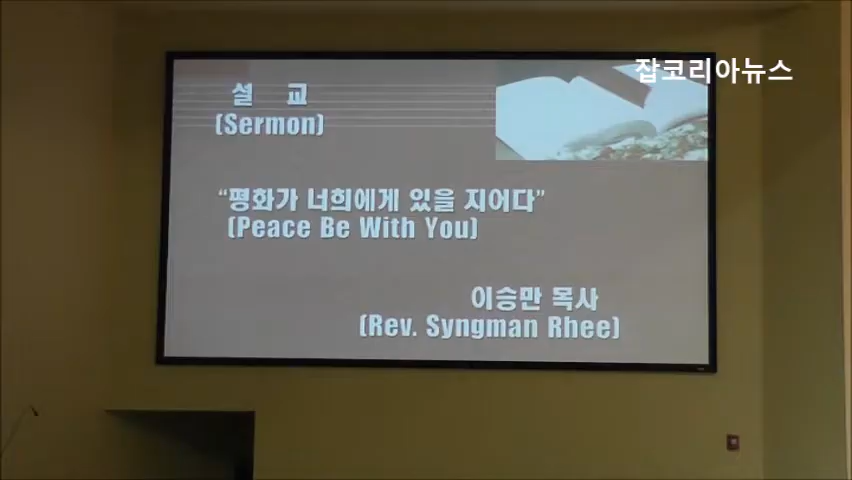 잡코리아뉴스
설 교
(Sermon)
“평화가 너희에게 있을 지어다”
(Peace Be With You)
이승만 목사
(Rev. Syngman Rhee)